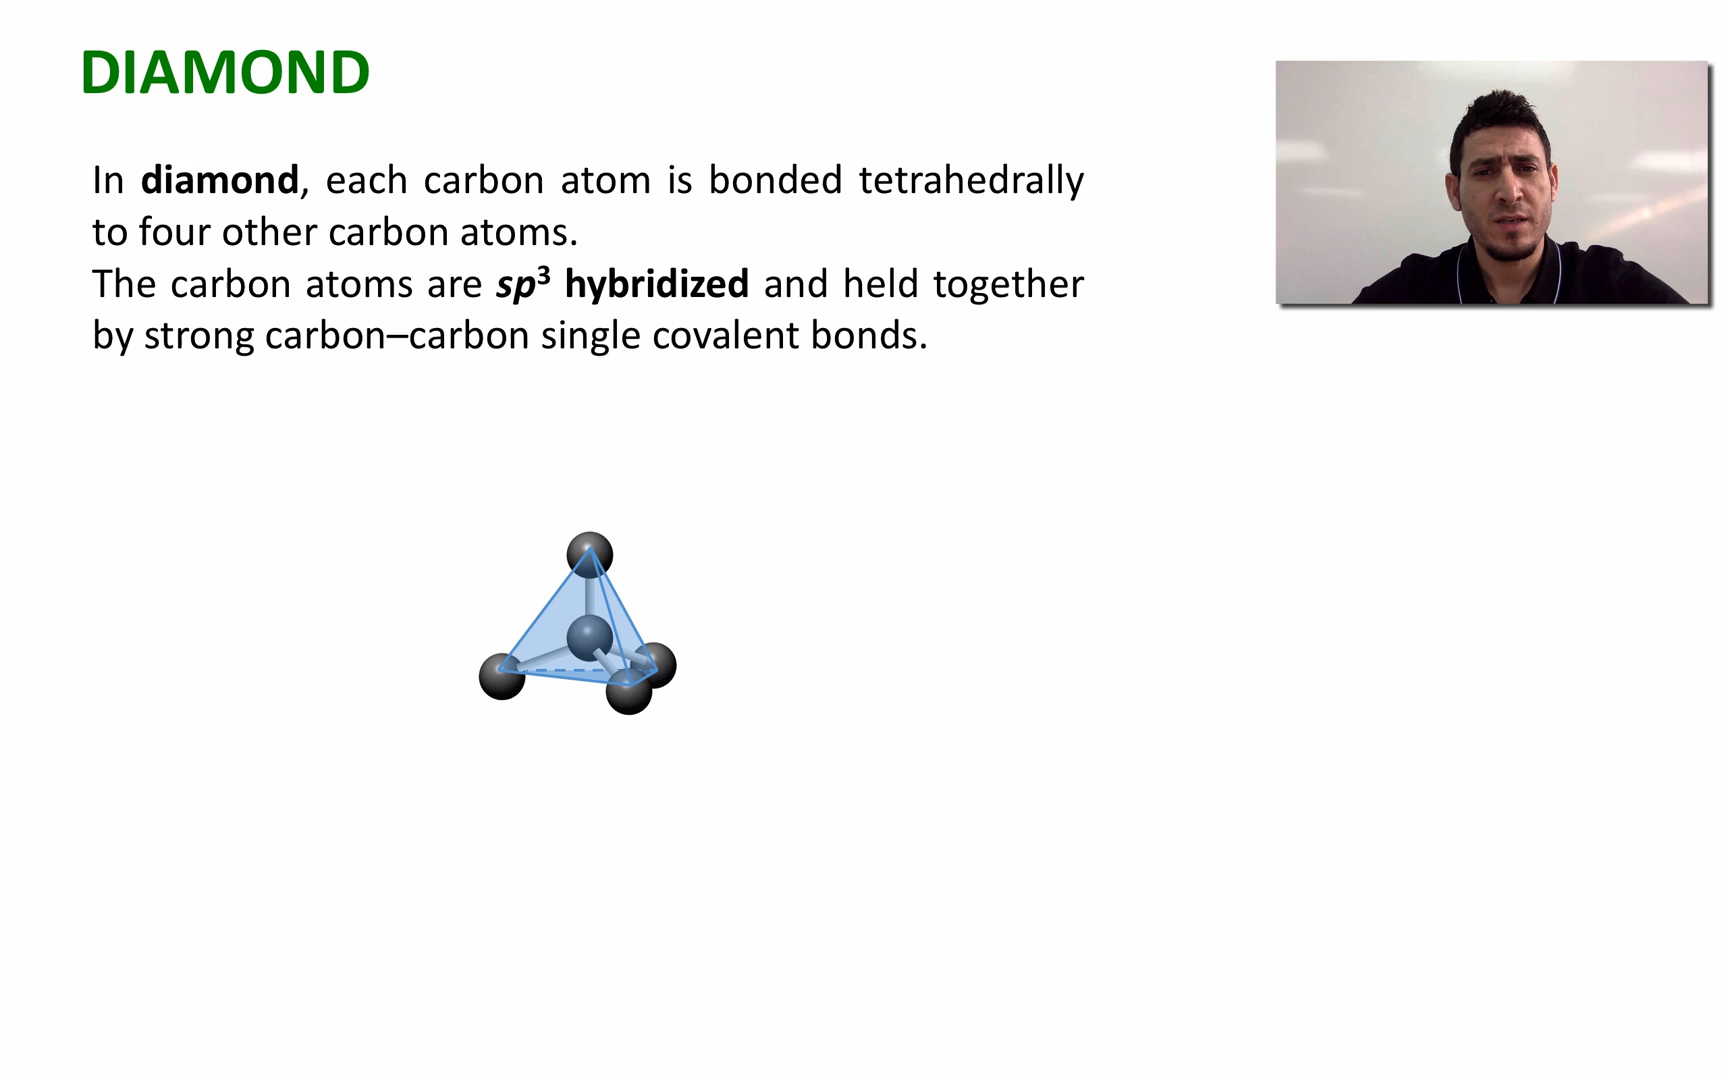 DIAMOND
In diamond, each carbon atom is bonded tetrahedrally
to four other carbon atoms.
The carbon atoms are sp³ hybridized and held together
by strong carbon–carbon single covalent bonds.